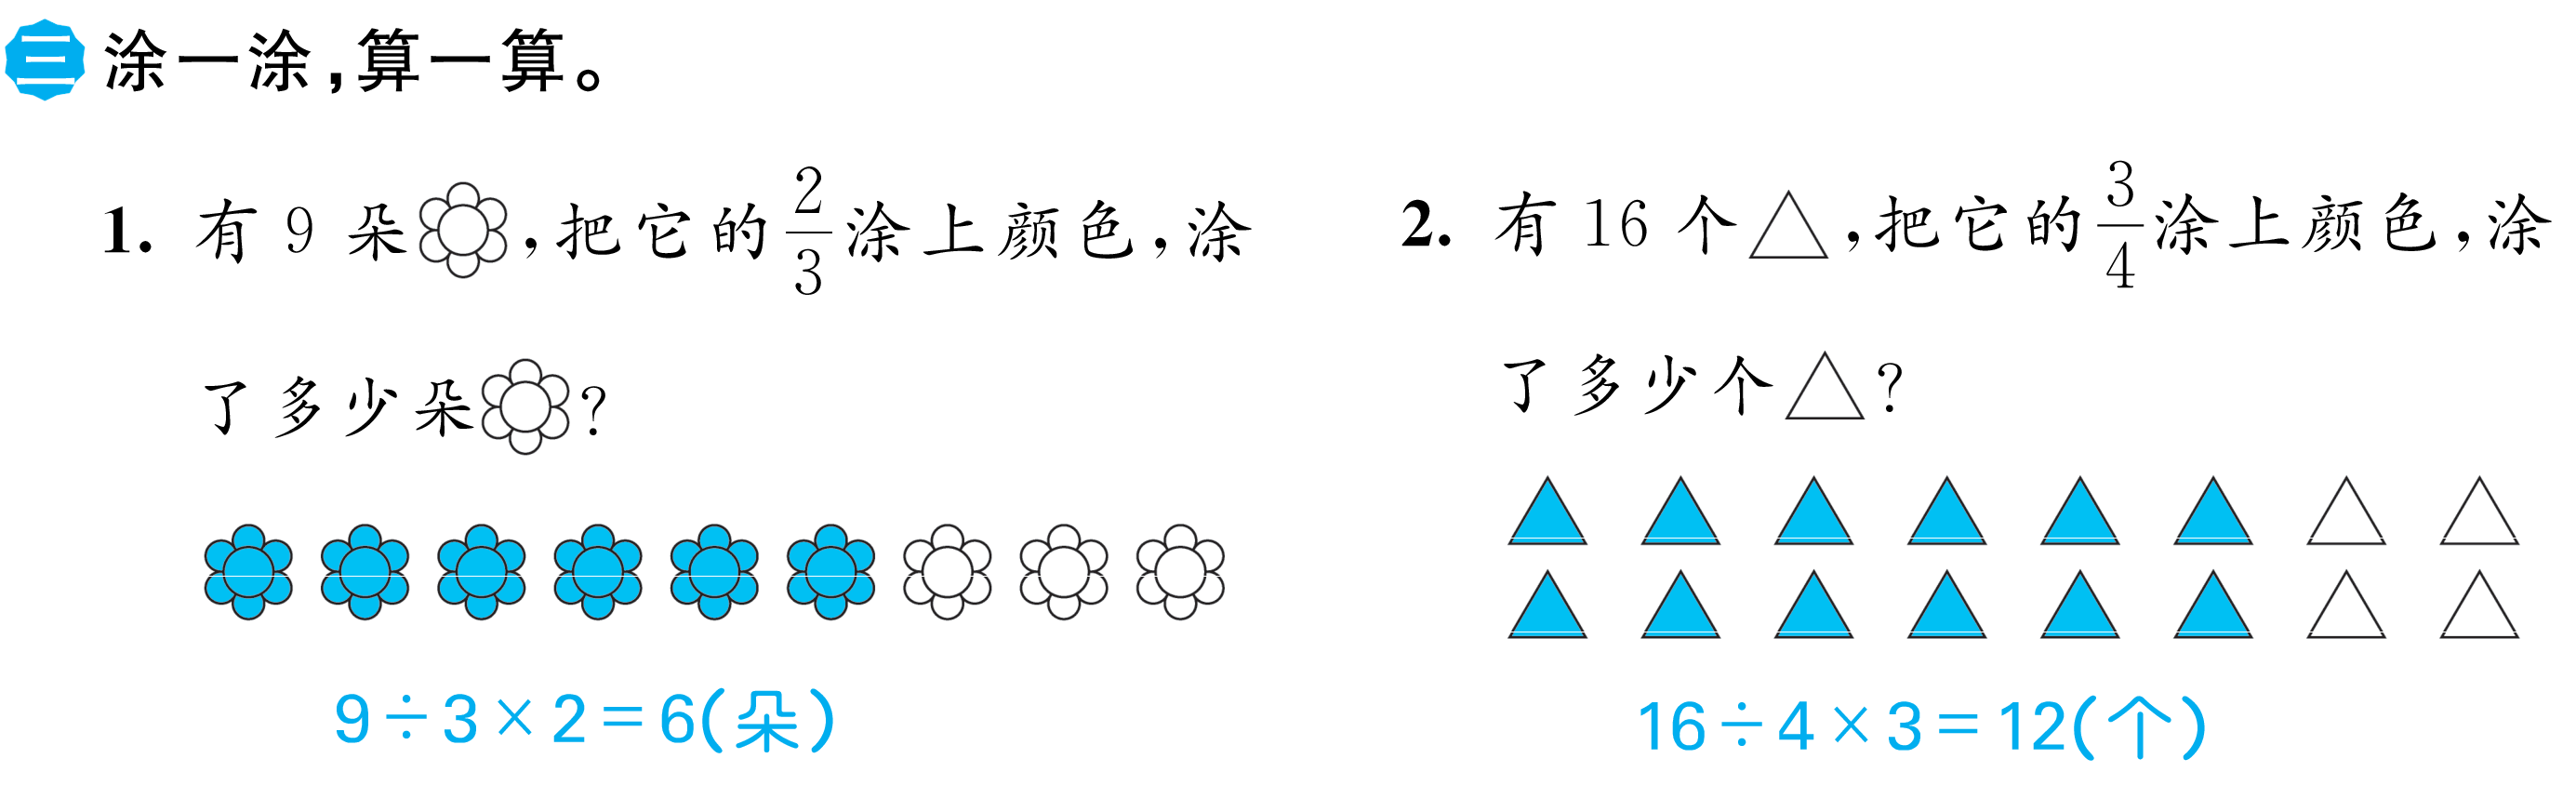 三 涂一涂,算一算。
1. 有 9 朵,把它的2/3涂上颜色,涂
了多少朵?
9÷3×2=6(朵)
2. 有 16 个△,把它的3/4涂上颜色,涂
了多少个△?
16÷4×3=12(个)